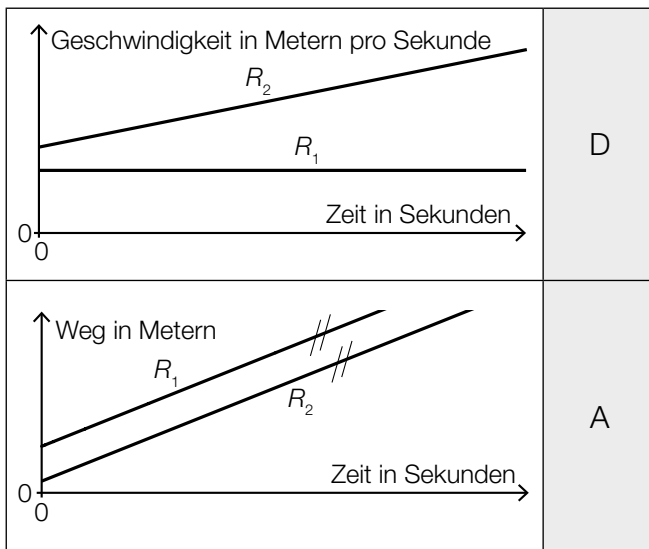 Geschwindigkeit in Metern pro Sekunde
R₂
R₁
D
Zeit in Sekunden
0
0
Weg in Metern
R₁
R₂
A
Zeit in Sekunden
0
0